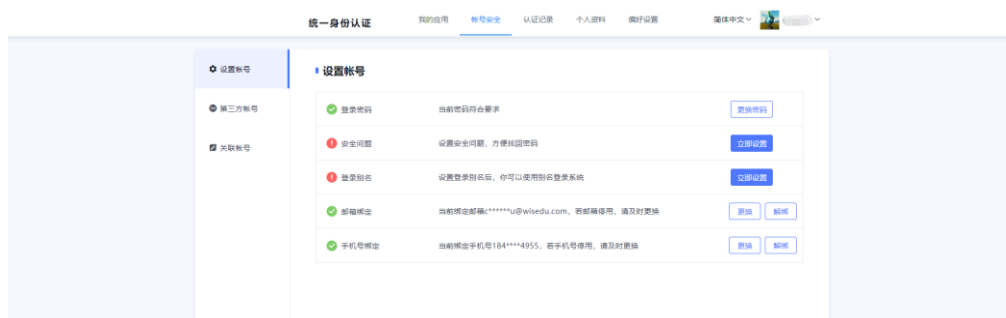 统一身份认证 我的应用 帐号安全 认证记录 个人资料 偏好设置 简体中文
设置帐号
第三方帐号
关联帐号
设置帐号
登录密码 当前密码符合要求 更换密码
安全问题 设置安全问题，方便找回密码 立即设置
登录别名 设置登录别名后，你可以使用别名登录系统 立即设置
邮箱绑定 当前绑定邮箱c******u@wisedu.com，若邮箱停用，请及时更换 更换 解绑
手机号绑定 当前绑定手机号184****4955，若手机号停用，请及时更换 更换 解绑